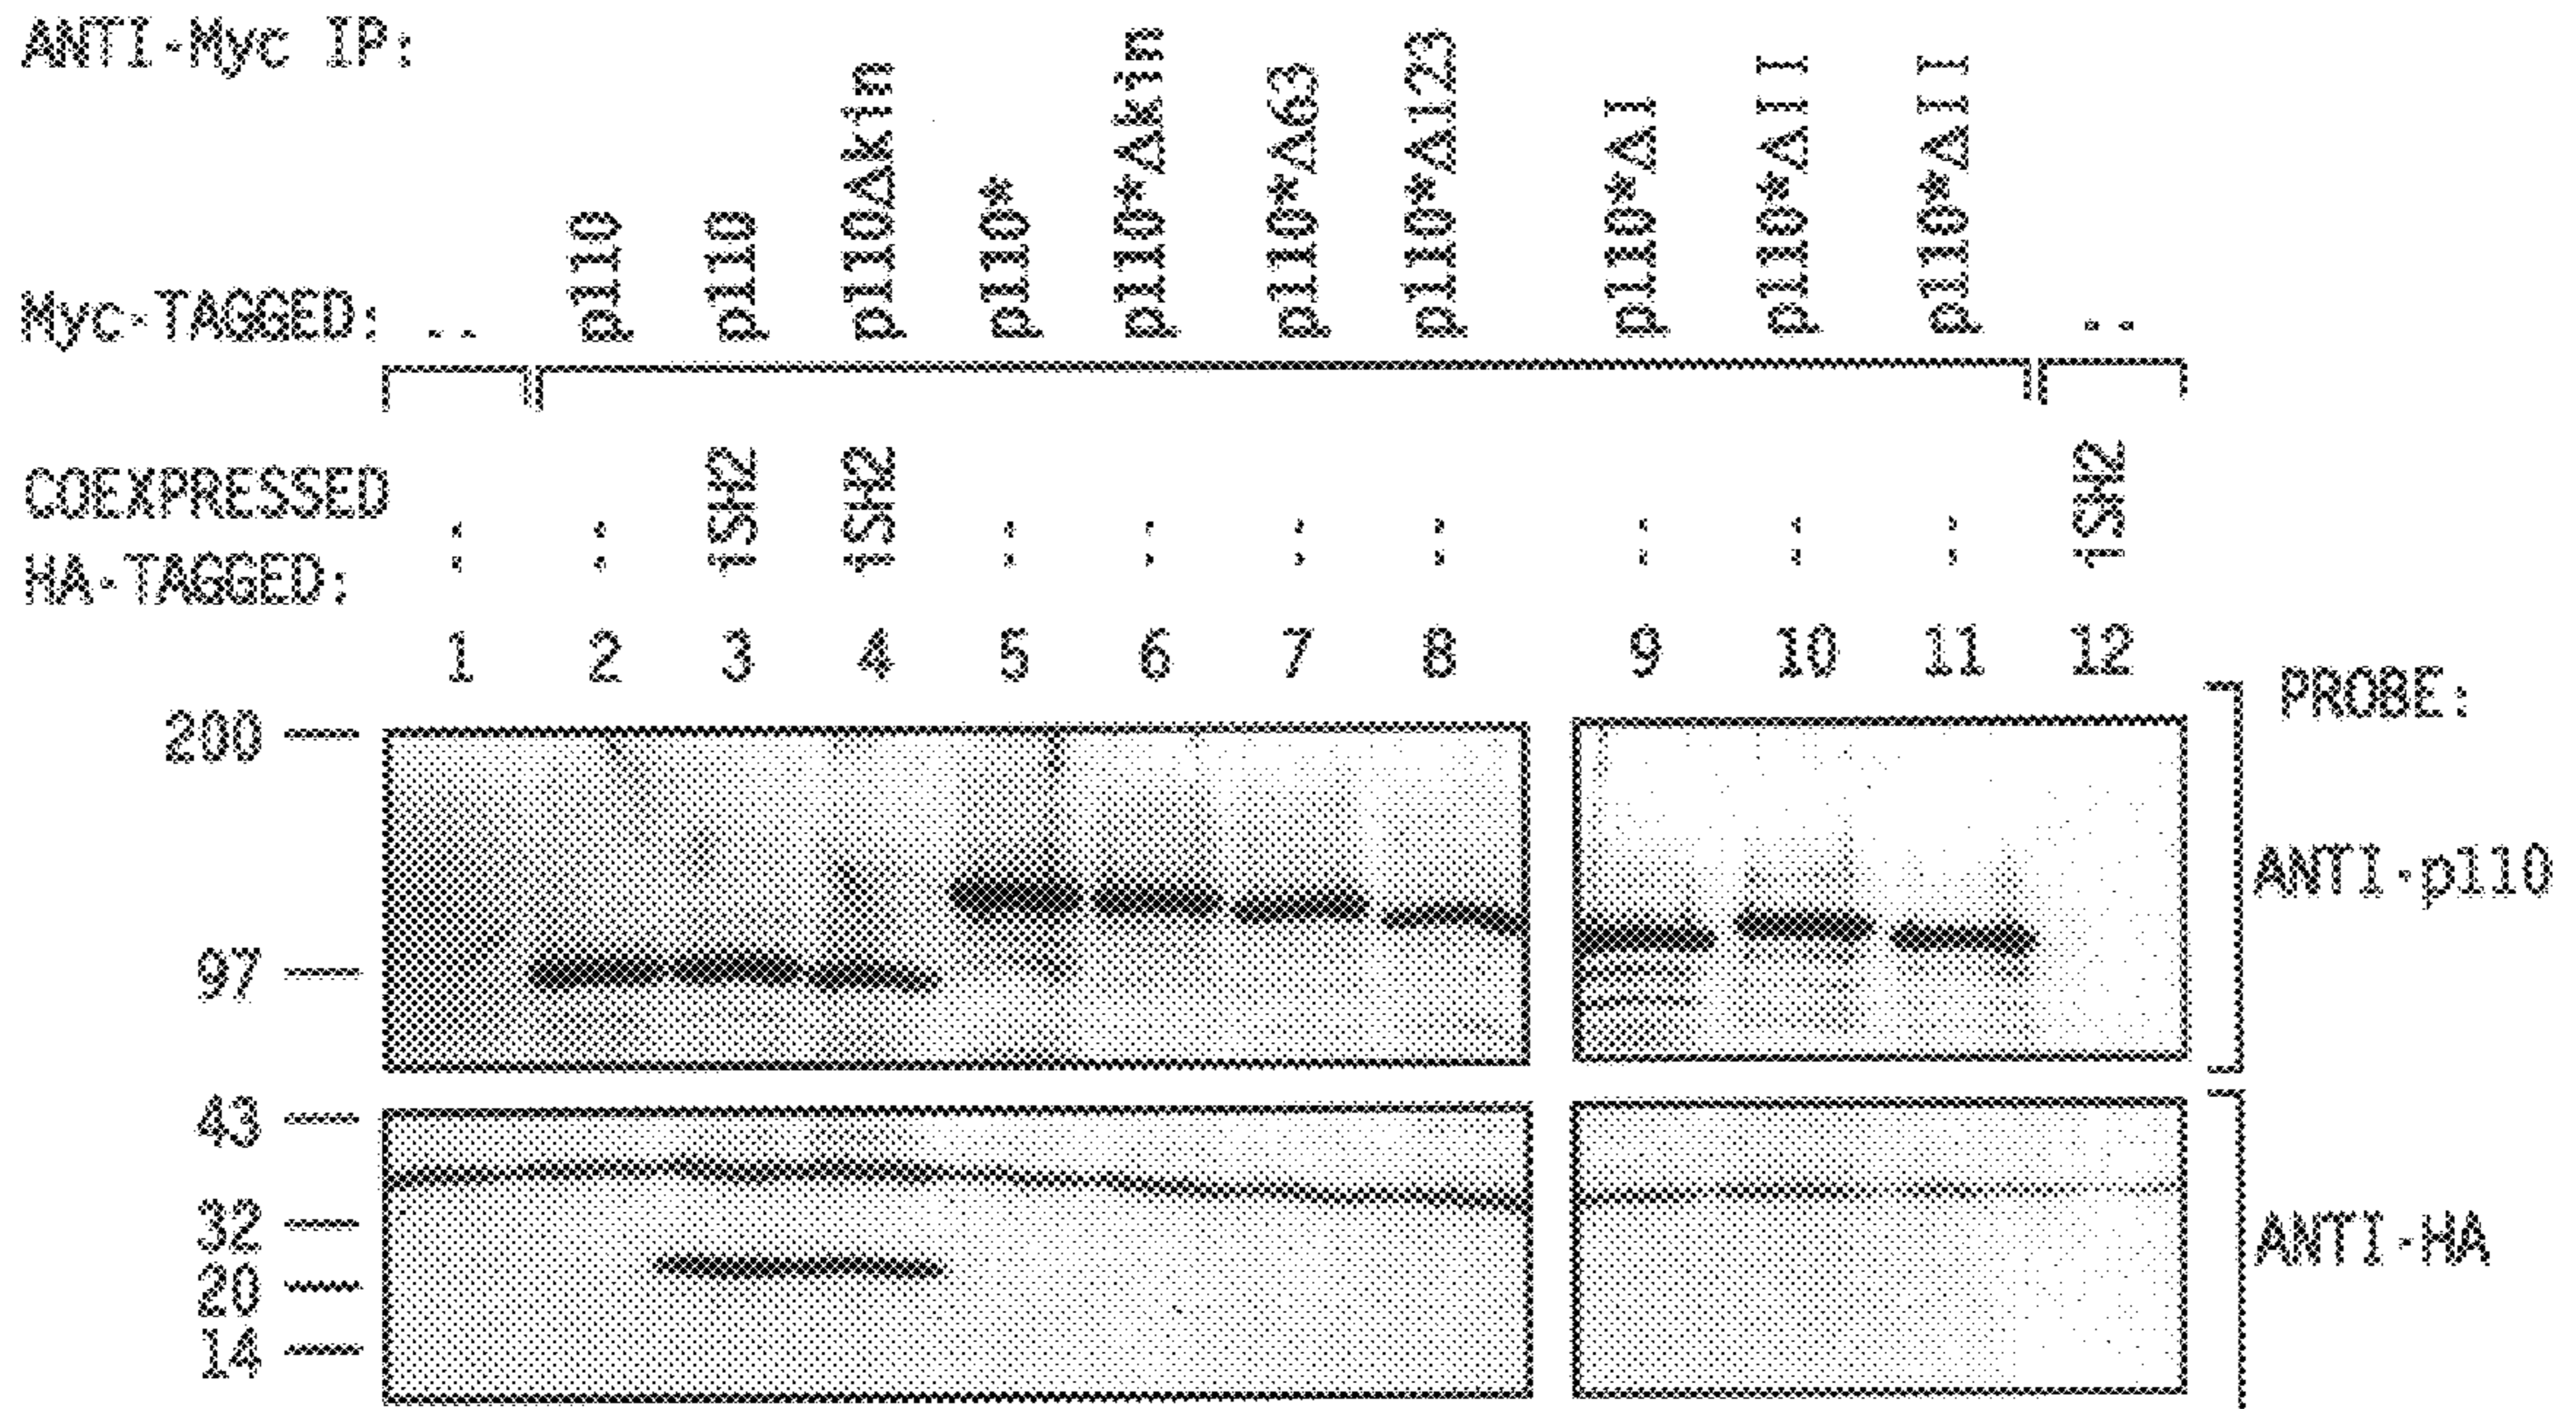 ANTI-Myc IP:
Myc-TAGGED: -- p110 p110 p110Δkin p110* p110*Δkin p110*Δ63 p110*Δ123 p110*ΔI p110*ΔII p110*ΔII --
COEXPRESSED
HA-TAGGED: -- -- iSH2 iSH2 -- -- -- -- -- -- -- iSH2
1 2 3 4 5 6 7 8 9 10 11 12
PROBE:
200
97
ANTI-p110
43
32
20
14
ANTI-HA